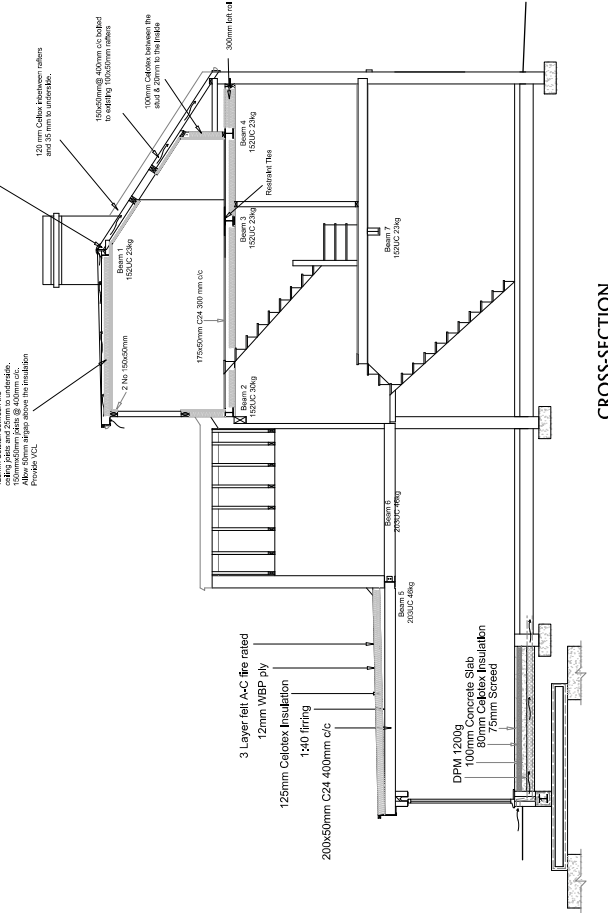 120 mm Celtox inbetween rafters
and 35 mm to underside.
150x50mm@ 400mm c/c bolted
to existing 100x50mm rafters
100mm Celotex between the
stud & 20mm to the inside
300mm loft roll
ceiling joists and 25mm to underside.
150mmx50mm joists @ 400mm c/c.
Allow 50mm airgap above the insulation
Provide VCL
2 No 150x50mm
Beam 1
152UC 23kg
175x50mm C24 300 mm c/c
Restraint Ties
Beam 2
152UC 30kg
Beam 3
152UC 23kg
Beam 4
152UC 23kg
Beam 7
152UC 23kg
Beam 6
203UC 46kg
Beam 5
203UC 46kg
3 Layer felt A-C fire rated
12mm WBP ply
125mm Celotex Insulation
1:40 firring
200x50mm C24 400mm c/c
DPM 1200g
100mm Concrete Slab
80mm Celotex Insulation
75mm Screed
CROSS-SECTION